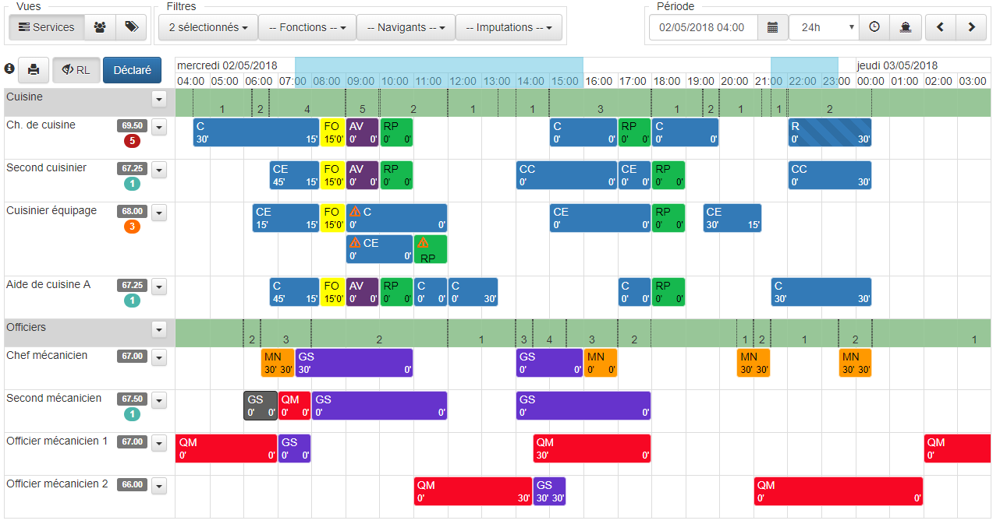 Vues Filtres Période
Services 2 sélectionnés -- Fonctions -- -- Navigants -- -- Imputations -- 02/05/2018 04:00 24h
RL Déclaré mercredi 02/05/2018 jeudi 03/05/2018
04:00 05:00 06:00 07:00 08:00 09:00 10:00 11:00 12:00 13:00 14:00 15:00 16:00 17:00 18:00 19:00 20:00 21:00 22:00 23:00 00:00 01:00 02:00 03:00
Cuisine
1 2 4 5 2 1 1 3 1 2 1 1 2
Ch. de cuisine 69.50 C FO AV RP C RP C R
5 30' 15' 15' 0' 0' 0' 0' 0' 0' 0' 0' 0' 0' 0' 0' 30'
Second cuisinier 67.25 CE FO AV RP CC CE RP CC
1 45' 15' 15' 0' 0' 0' 0' 0' 0' 0' 0' 0' 0' 0' 0' 30'
Cuisinier équipage 68.00 CE FO C CE RP CE
3 15' 15' 15' 0' 0' 0' 0' 0' 0' 0' 30' 15'
CE
0' 0' RP
Aide de cuisine A 67.25 C FO AV RP C C C RP C
1 45' 15' 15' 0' 0' 0' 0' 0' 0' 0' 0' 30' 0' 0' 0' 0' 30' 30'
Officiers
2 3 2 1 3 4 3 2 1 2 1 2 1
Chef mécanicien 67.00 MN GS GS MN MN MN
30' 30' 30' 0' 0' 0' 0' 0' 30' 30' 30' 30'
Second mécanicien 67.50 GS QM GS GS
1 0' 0' 0' 0' 0' 0' 0' 0'
Officier mécanicien 1 67.00 QM GS QM QM
0' 0' 0' 0' 30' 0' 0'
Officier mécanicien 2 66.00 QM GS QM
0' 30' 30' 30' 0' 0'